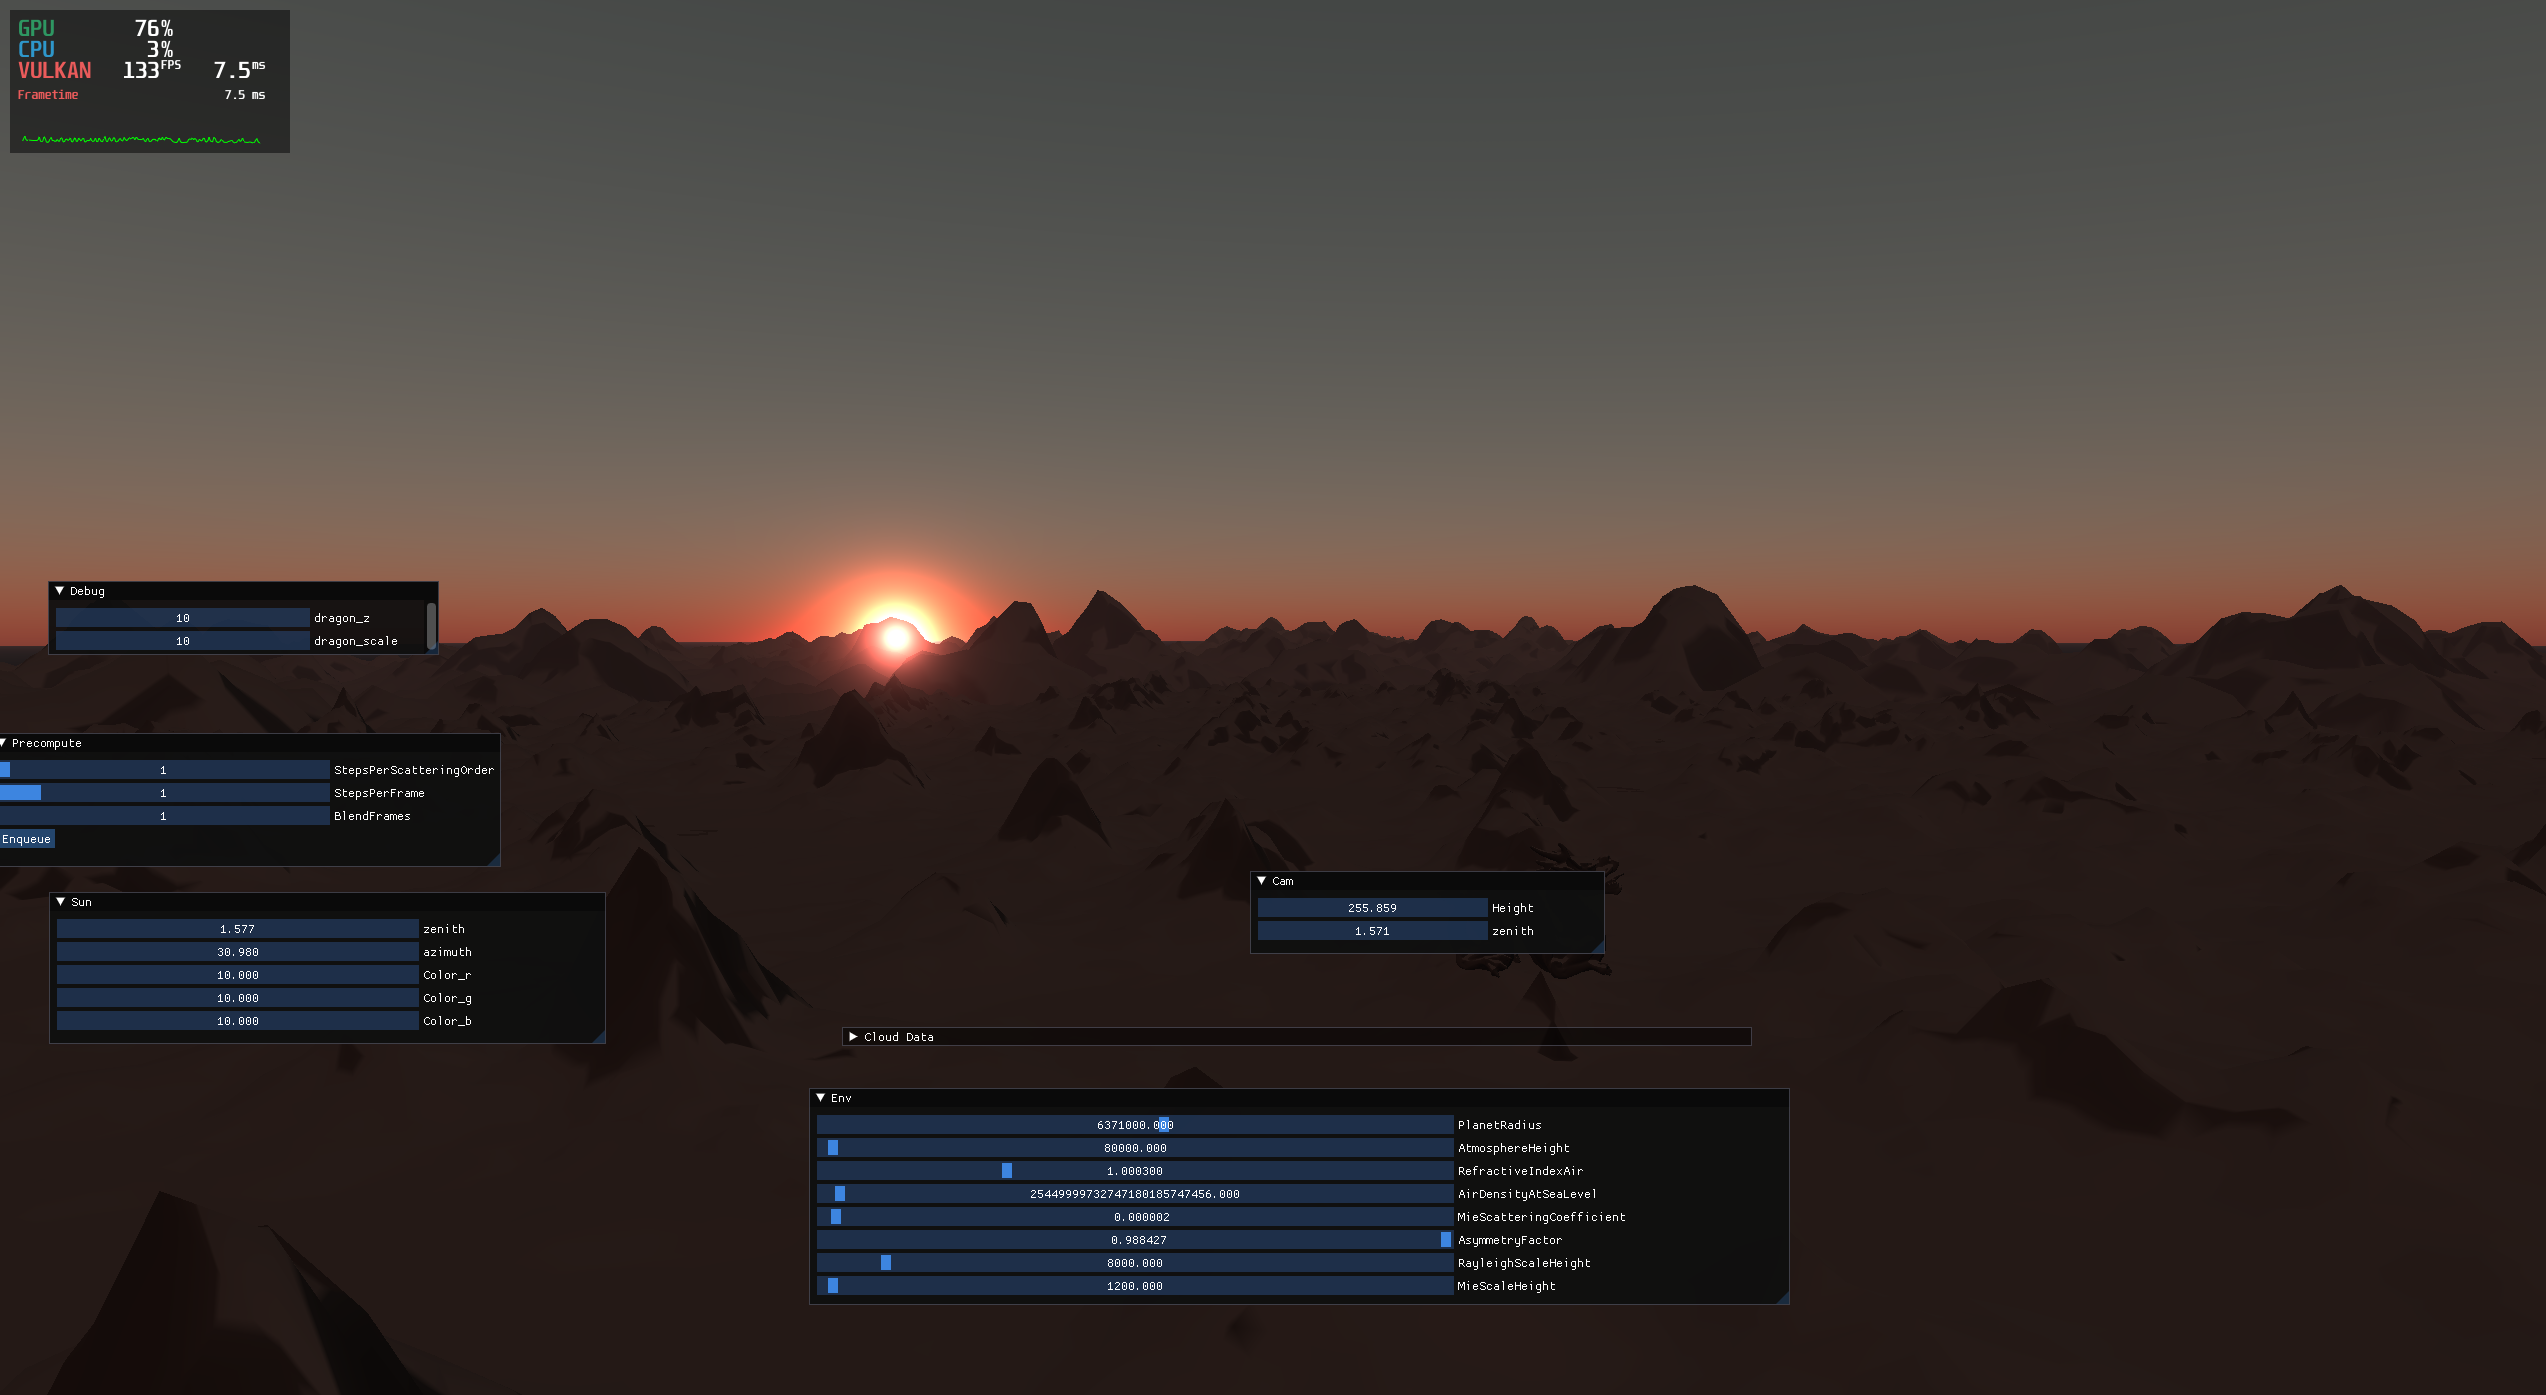 GPU 76%
CPU 3%
VULKAN 133FPS 7.5ms
Frametime 7.5 ms
Debug
10 dragon_z
10 dragon_scale
Precompute
1 StepsPerScatteringOrder
1 StepsPerFrame
1 BlendFrames
Enqueue
Sun
1.577 zenith
30.980 azimuth
10.000 Color_r
10.000 Color_g
10.000 Color_b
Cam
255.859 Height
1.571 zenith
Cloud Data
Env
6371000.000 PlanetRadius
80000.000 AtmosphereHeight
1.000300 RefractiveIndexAir
25449999732747180185747456.000 AirDensityAtSeaLevel
0.000002 MieScatteringCoefficient
0.988427 AsymmetryFactor
8000.000 RayleighScaleHeight
1200.000 MieScaleHeight